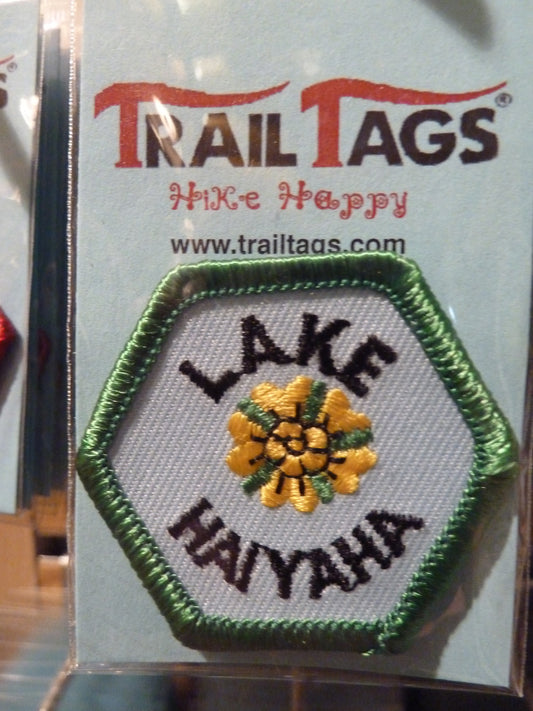 TRAIL TAGS®
Hike Happy
www.trailtags.com
LAKE
HAIYAHA